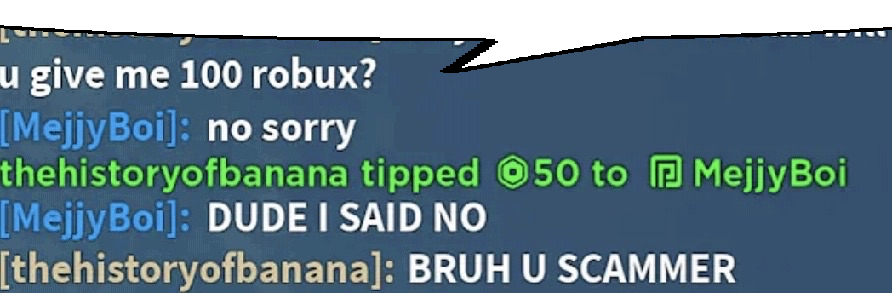 u give me 100 robux?
[MejjyBoi]: no sorry
thehistoryofbanana tipped 50 to MejjyBoi
[MejjyBoi]: DUDE I SAID NO
[thehistoryofbanana]: BRUH U SCAMMER